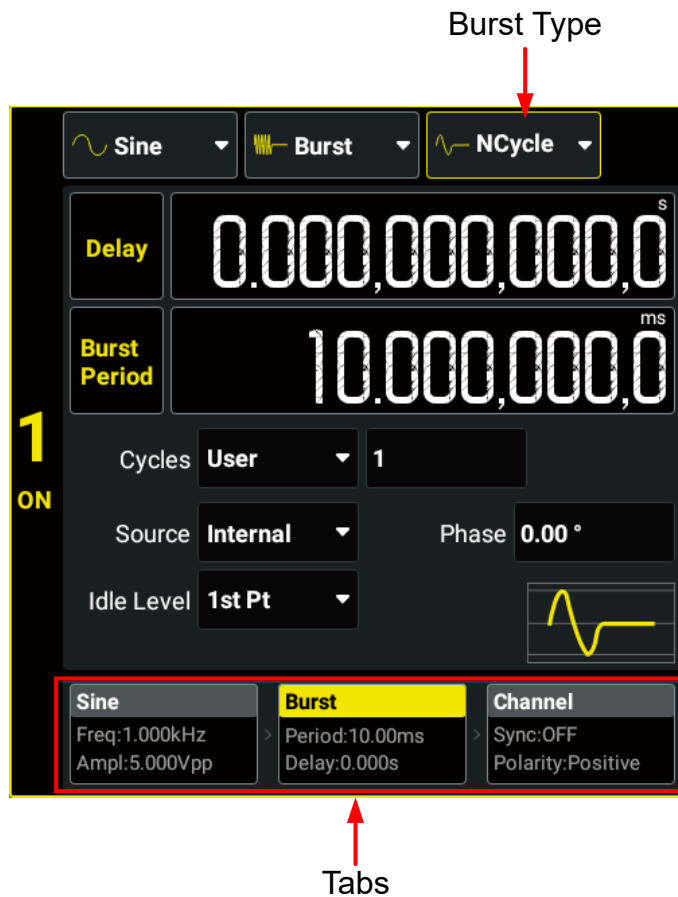 Burst Type
Sine
Burst
NCycle
Delay
0.000,000,000,0
s
Burst
Period
10.000,000,0
ms
1
ON
Cycles
User
1
Source
Internal
Phase
0.00 °
Idle Level
1st Pt
Sine
Freq:1.000kHz
Ampl:5.000Vpp
>
Burst
Period:10.00ms
Delay:0.000s
>
Channel
Sync:OFF
Polarity:Positive
Tabs